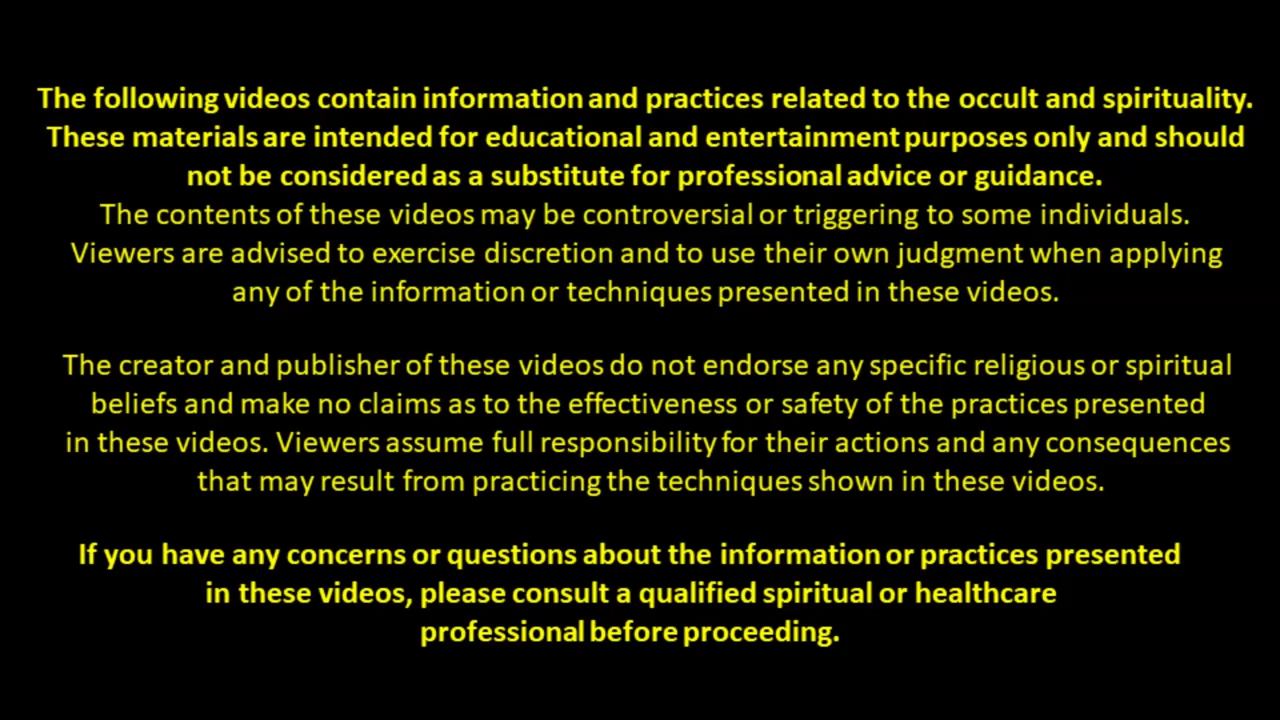 The following videos contain information and practices related to the occult and spirituality.
These materials are intended for educational and entertainment purposes only and should
not be considered as a substitute for professional advice or guidance.
The contents of these videos may be controversial or triggering to some individuals.
Viewers are advised to exercise discretion and to use their own judgment when applying
any of the information or techniques presented in these videos.
The creator and publisher of these videos do not endorse any specific religious or spiritual
beliefs and make no claims as to the effectiveness or safety of the practices presented
in these videos. Viewers assume full responsibility for their actions and any consequences
that may result from practicing the techniques shown in these videos.
If you have any concerns or questions about the information or practices presented
in these videos, please consult a qualified spiritual or healthcare
professional before proceeding.